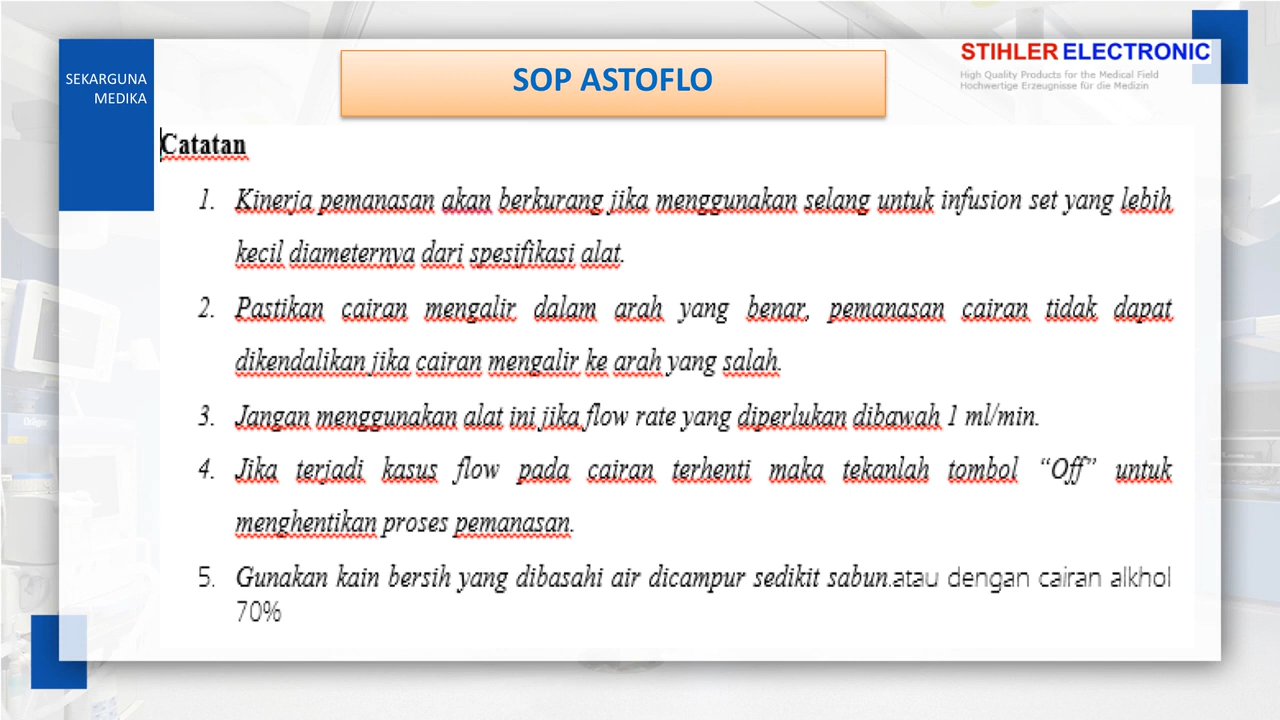 SEKARGUNA
MEDIKA
SOP ASTOFLO
STIHLER ELECTRONIC
High Quality Products for the Medical Field
Hochwertige Erzeugnisse für die Medizin
Catatan
1. Kinerja pemanasan akan berkurang jika menggunakan selang untuk infusion set yang lebih
kecil diameternya dari spesifikasi alat.
2. Pastikan cairan mengalir dalam arah yang benar, pemanasan cairan tidak dapat
dikendalikan jika cairan mengalir ke arah yang salah.
3. Jangan menggunakan alat ini jika flow rate yang diperlukan dibawah 1 ml/min.
4. Jika terjadi kasus flow pada cairan terhenti maka tekanlah tombol “Off” untuk
menghentikan proses pemanasan.
5. Gunakan kain bersih yang dibasahi air dicampur sedikit sabun.atau dengan cairan alkhol
70%